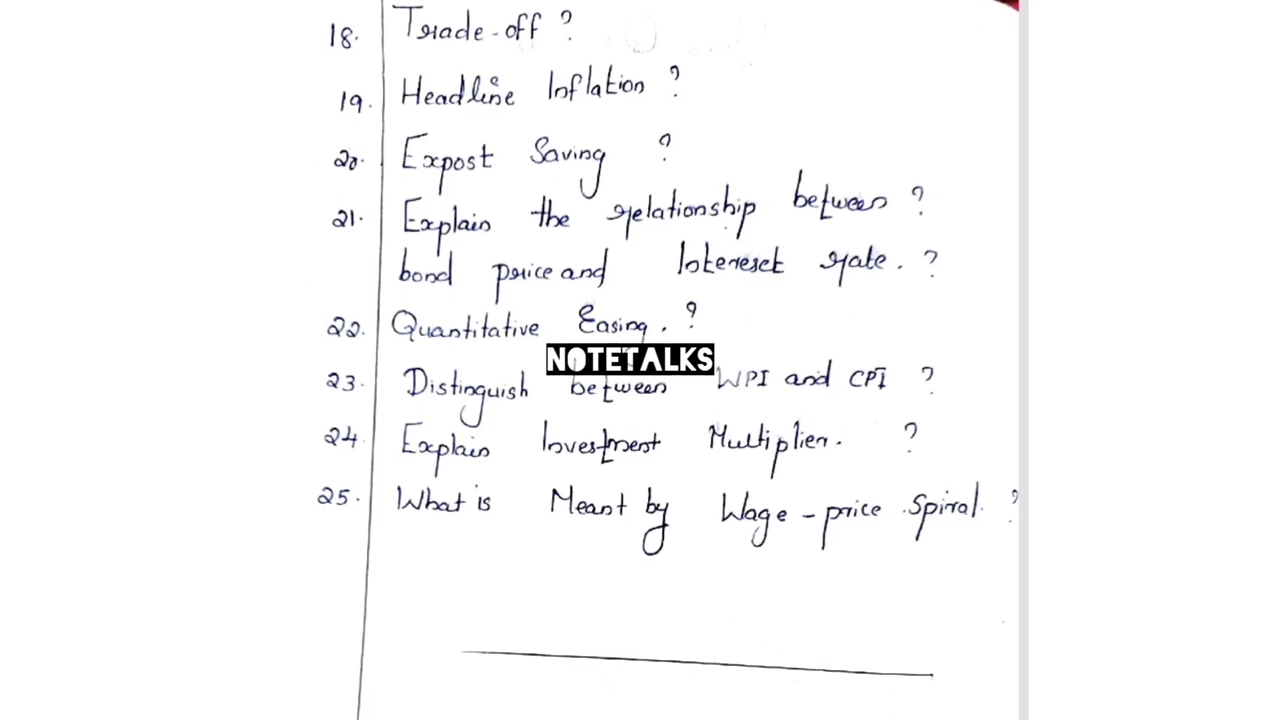 18. Trade-off ?
19. Headline Inflation ?
20. Expost Saving ?
21. Explain the relationship between ?
bond price and Intereset rate. ?
22. Quantitative Easing. ?
NOTETALKS
23. Distinguish between WPI and CPI ?
24. Explain Investment Multiplier. ?
25. What is Meant by Wage-price Spiral. ?